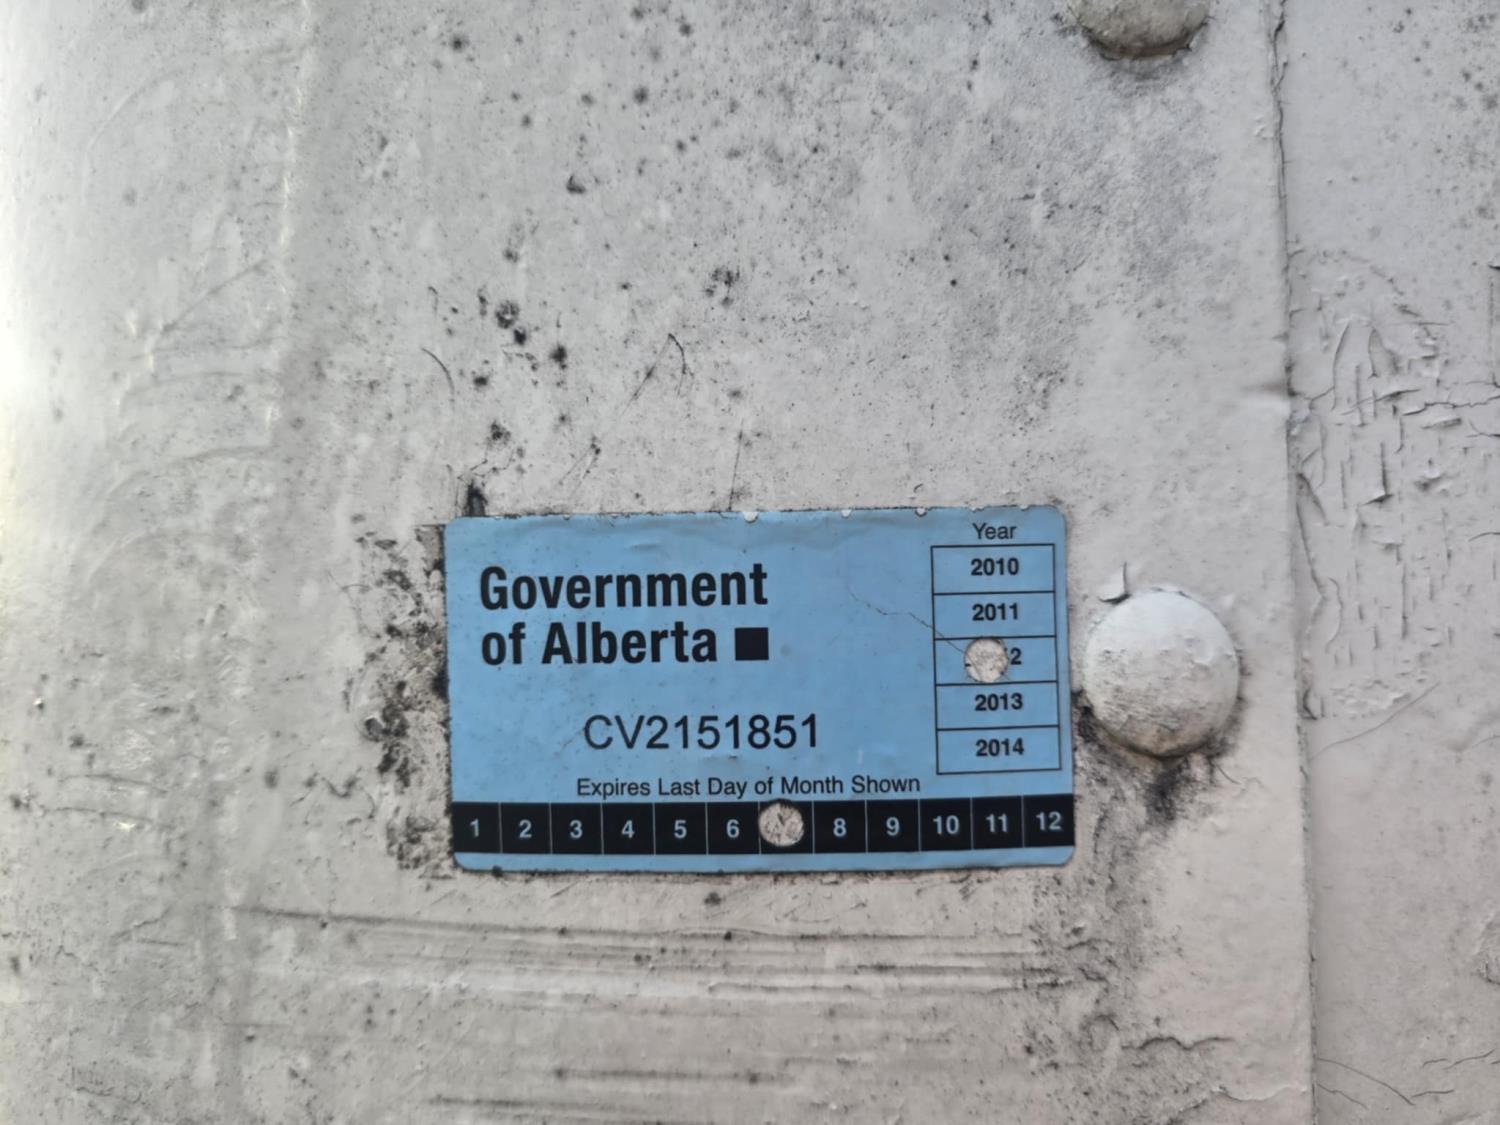 Government
of Alberta
CV2151851
Expires Last Day of Month Shown
Year
2010
2011
2
2013
2014
1 2 3 4 5 6 8 9 10 11 12